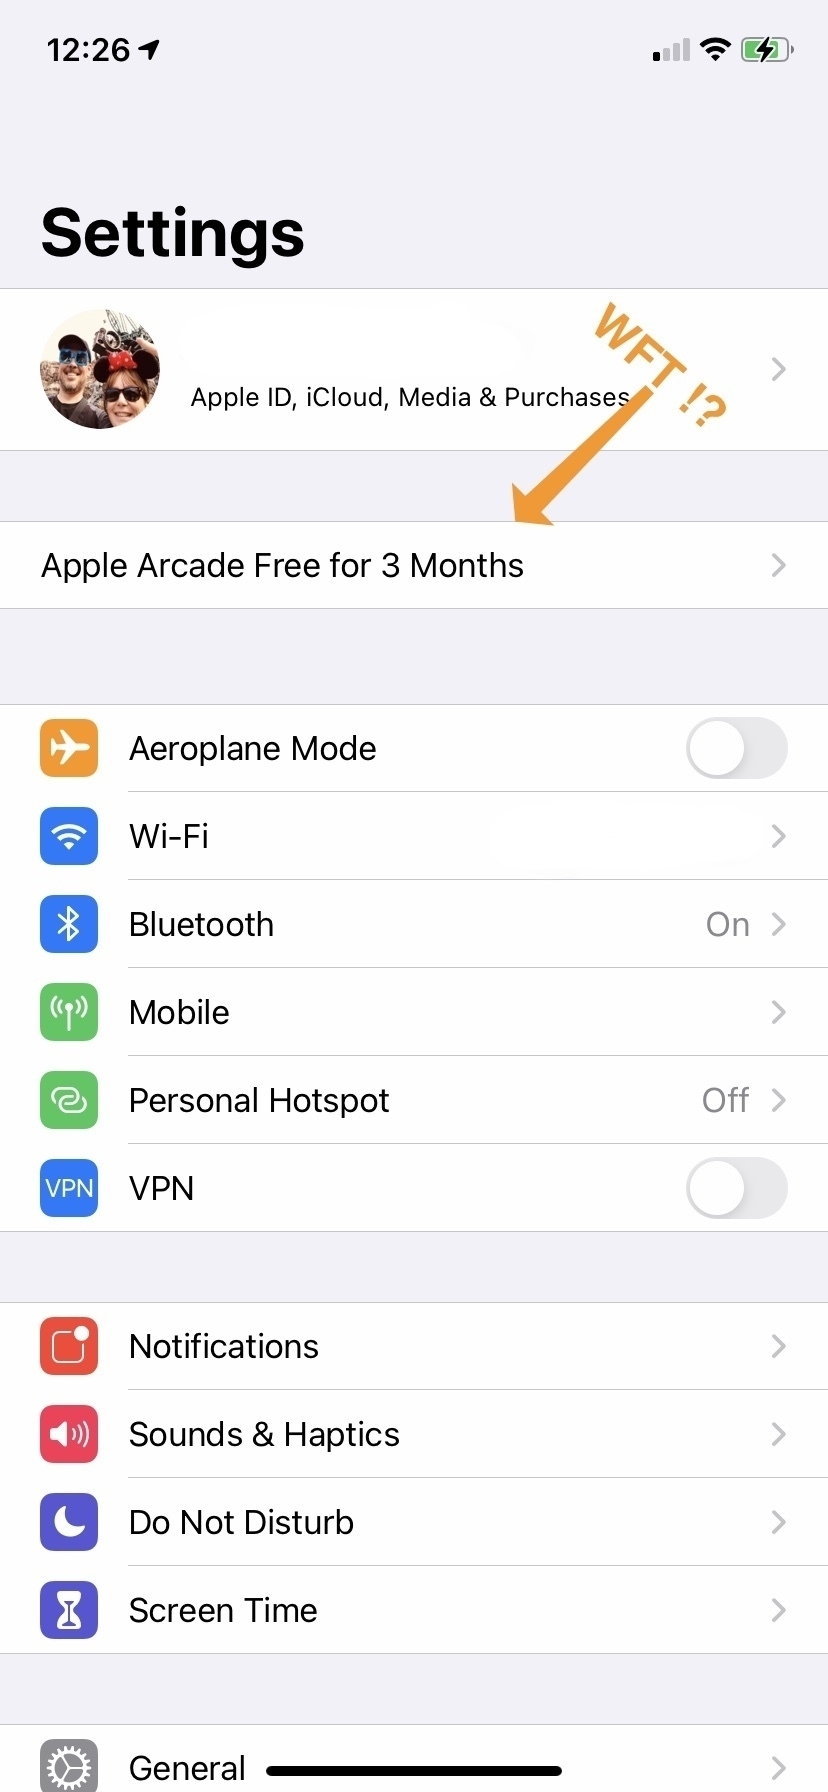 12:26
Settings
WFT !?
Apple ID, iCloud, Media & Purchases
Apple Arcade Free for 3 Months
Aeroplane Mode
Wi-Fi
Bluetooth On
Mobile
Personal Hotspot Off
VPN VPN
Notifications
Sounds & Haptics
Do Not Disturb
Screen Time
General